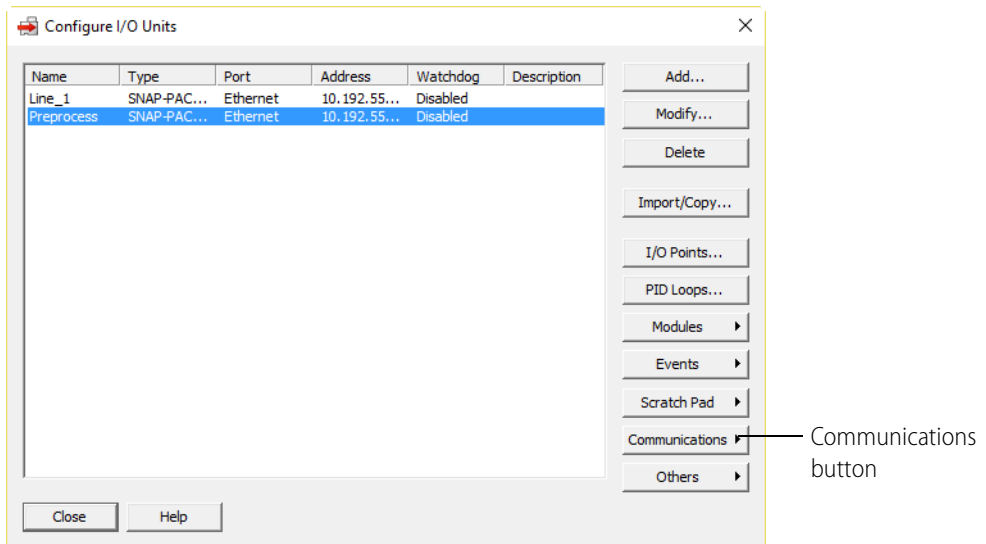 Configure I/O Units
Name Type Port Address Watchdog Description
Line_1 SNAP-PAC... Ethernet 10.192.55... Disabled
Preprocess SNAP-PAC... Ethernet 10.192.55... Disabled
Add...
Modify...
Delete
Import/Copy...
I/O Points...
PID Loops...
Modules
Events
Scratch Pad
Communications
Others
Communications
button
Close Help